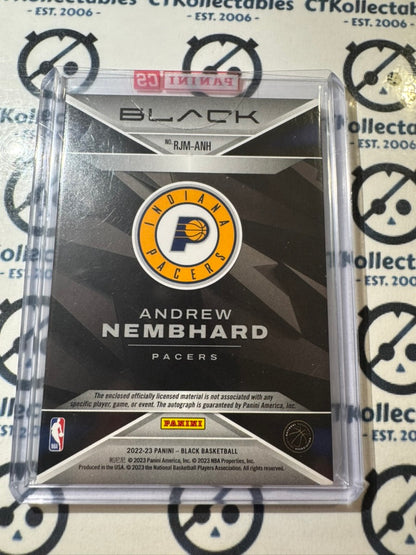 CTKollectables
- EST. 2006 -
PANINI CS
BLACK
NO. RJM-ANH
INDIANA
P
PACERS
ANDREW
NEMBHARD
PACERS
The enclosed officially licensed material is not associated with any
specific player, game, or event. The autograph is guaranteed by Panini America, Inc.
NBA
PANINI
2022-23 PANINI – BLACK BASKETBALL
© 2023 Panini America, Inc. © 2023 NBA Properties, Inc.
Produced in the USA. © 2023 the National Basketball Players Association. All rights reserved.